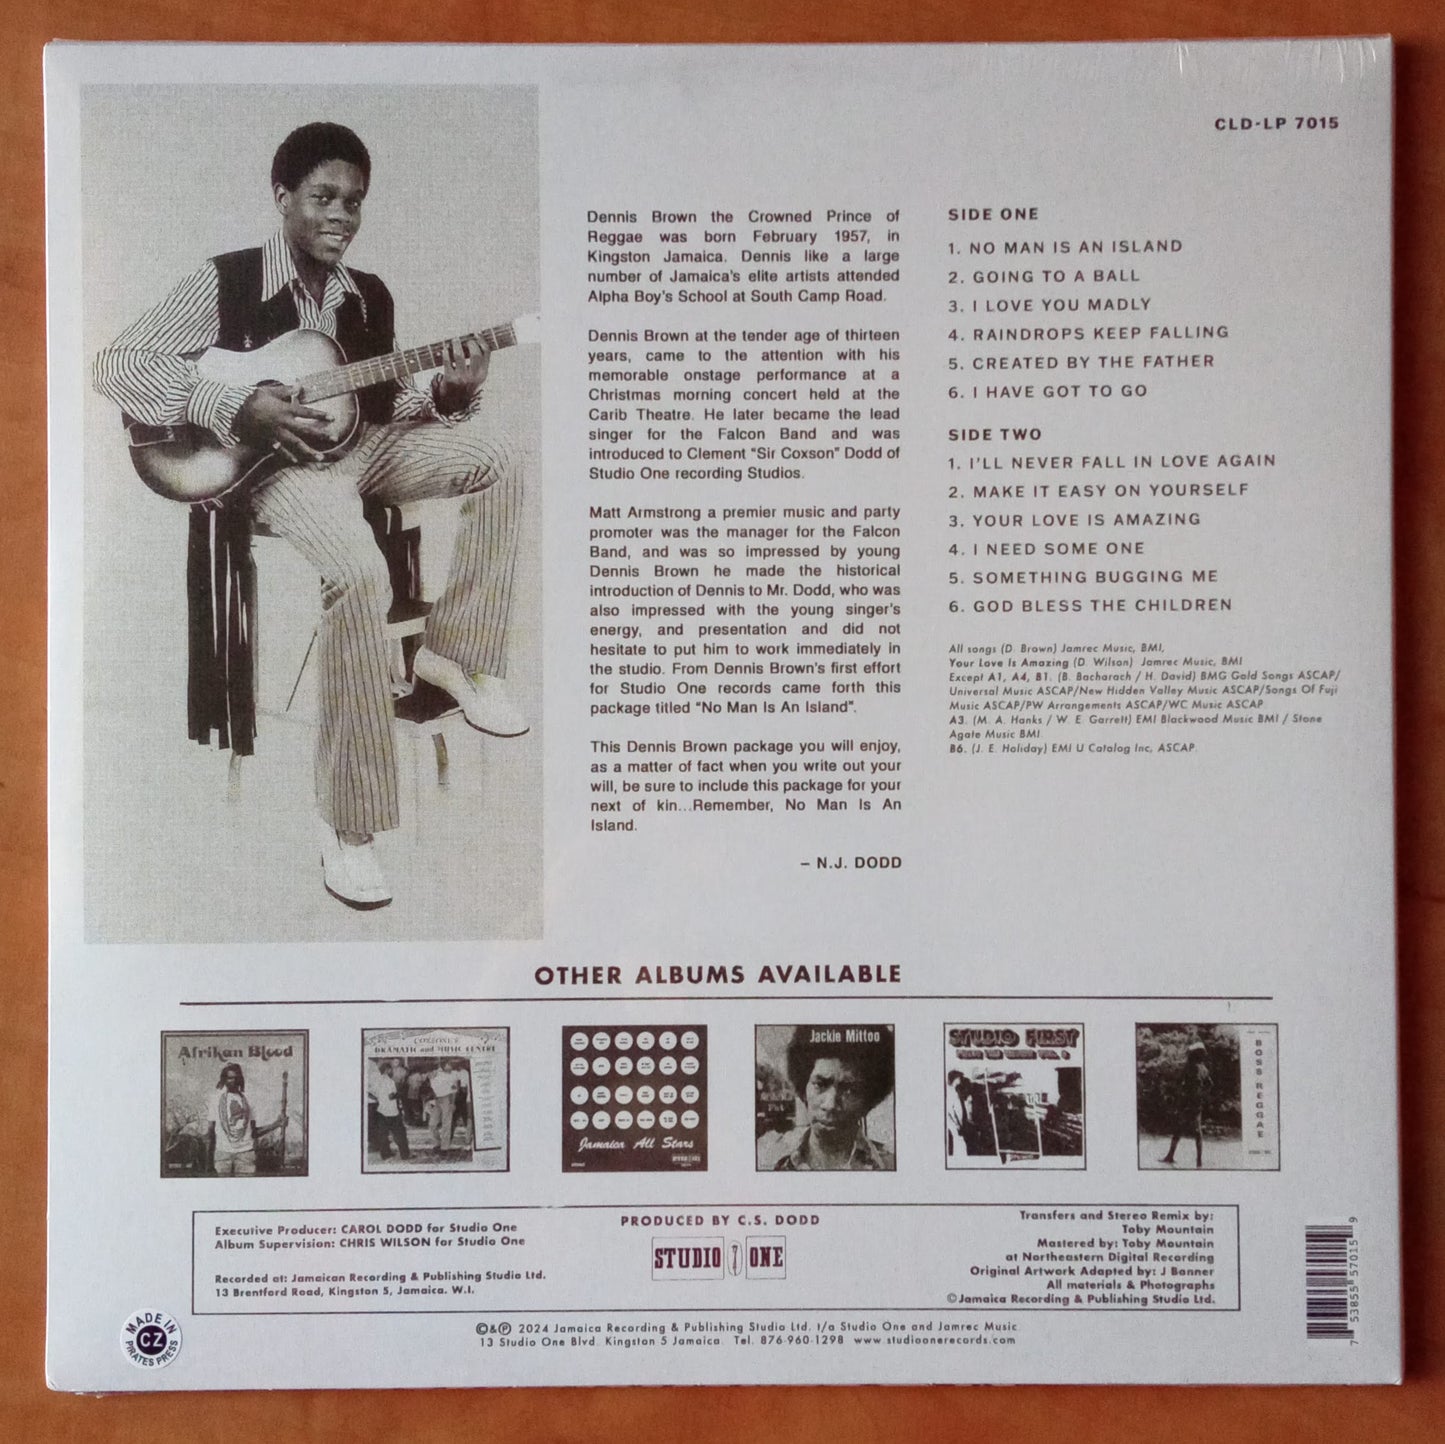 CLD-LP 7015
Dennis Brown the Crowned Prince of
Reggae was born February 1957, in
Kingston Jamaica. Dennis like a large
number of Jamaica's elite artists attended
Alpha Boy's School at South Camp Road.
Dennis Brown at the tender age of thirteen
years, came to the attention with his
memorable onstage performance at a
Christmas morning concert held at the
Carib Theatre. He later became the lead
singer for the Falcon Band and was
introduced to Clement "Sir Coxson" Dodd of
Studio One recording Studios.
Matt Armstrong a premier music and party
promoter was the manager for the Falcon
Band, and was so impressed by young
Dennis Brown he made the historical
introduction of Dennis to Mr. Dodd, who was
also impressed with the young singer's
energy, and presentation and did not
hesitate to put him to work immediately in
the studio. From Dennis Brown's first effort
for Studio One records came forth this
package titled "No Man Is An Island".
This Dennis Brown package you will enjoy,
as a matter of fact when you write out your
will, be sure to include this package for your
next of kin...Remember, No Man Is An
Island.
– N.J. DODD
SIDE ONE
1. NO MAN IS AN ISLAND
2. GOING TO A BALL
3. I LOVE YOU MADLY
4. RAINDROPS KEEP FALLING
5. CREATED BY THE FATHER
6. I HAVE GOT TO GO
SIDE TWO
1. I'LL NEVER FALL IN LOVE AGAIN
2. MAKE IT EASY ON YOURSELF
3. YOUR LOVE IS AMAZING
4. I NEED SOME ONE
5. SOMETHING BUGGING ME
6. GOD BLESS THE CHILDREN
All songs (D. Brown) Jamrec Music, BMI,
Your Love Is Amazing (D. Wilson) Jamrec Music, BMI
Except A1, A4, B1. (B. Bacharach / H. David) BMG Gold Songs ASCAP/
Universal Music ASCAP/New Hidden Valley Music ASCAP/Songs Of Fuji
Music ASCAP/PW Arrangements ASCAP/WC Music ASCAP
A3. (M. A. Hanks / W. E. Garrett) EMI Blackwood Music BMI / Stone
Agate Music BMI
B6. (J. E. Holiday) EMI U Catalog Inc, ASCAP.
OTHER ALBUMS AVAILABLE
Afrikan Blood
COXSONE'S
DRAMATIC and MUSIC CENTRE
Jamaica All Stars
Jackie Mittoo
STUDIO FIRST
BOSS REGGAE
Executive Producer: CAROL DODD for Studio One
Album Supervision: CHRIS WILSON for Studio One
Recorded at: Jamaican Recording & Publishing Studio Ltd.
13 Brentford Road, Kingston 5, Jamaica. W.I.
PRODUCED BY C.S. DODD
STUDIO ONE
Transfers and Stereo Remix by:
Toby Mountain
Mastered by: Toby Mountain
at Northeastern Digital Recording
Original Artwork Adapted by: J Banner
All materials & Photographs
©Jamaica Recording & Publishing Studio Ltd.
©&℗ 2024 Jamaica Recording & Publishing Studio Ltd. t/a Studio One and Jamrec Music
13 Studio One Blvd. Kingston 5 Jamaica. Tel. 876-960-1298 www.studioonerecords.com
MADE IN
CZ
PIRATES PRESS
7 53855 57015 9